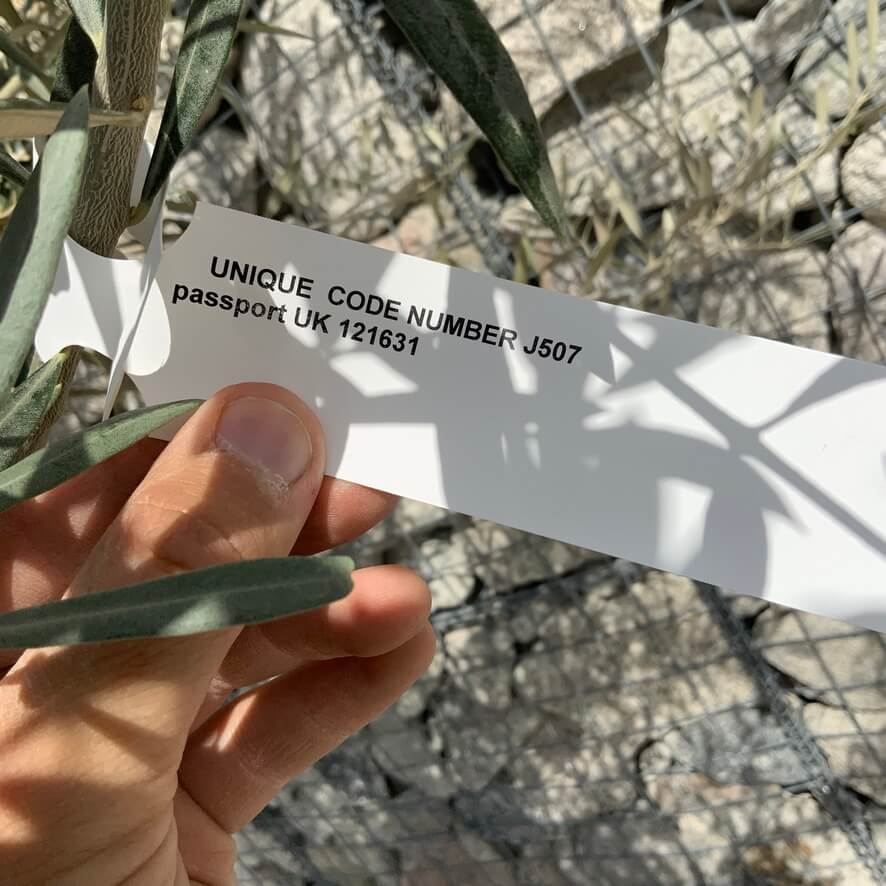 UNIQUE CODE NUMBER J507
passport UK 121631